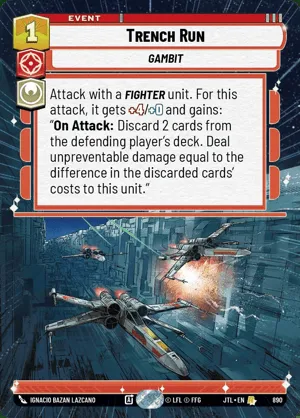 EVENT
1
TRENCH RUN
GAMBIT
Attack with a FIGHTER unit. For this
attack, it gets +4/+0 and gains:
"On Attack: Discard 2 cards from
the defending player's deck. Deal
unpreventable damage equal to the
difference in the discarded cards'
costs to this unit."
IGNACIO BAZAN LAZCANO
© LFL © FFG
JTL • EN
890